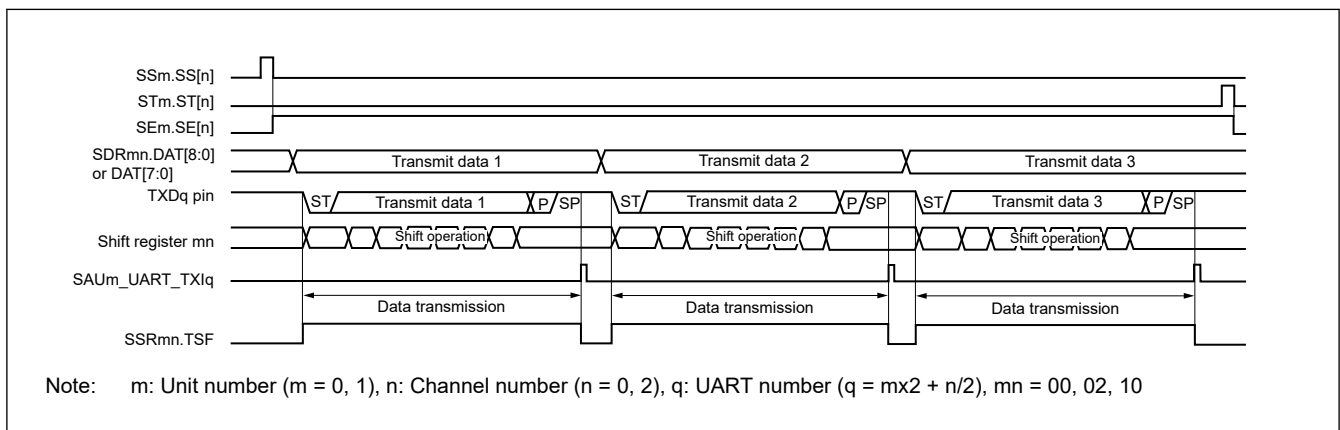 SSm.SS[n]
STm.ST[n]
SEm.SE[n]
SDRmn.DAT[8:0]
or DAT[7:0]
Transmit data 1
Transmit data 2
Transmit data 3
TXDq pin
ST
Transmit data 1
P
SP
ST
Transmit data 2
P
SP
ST
Transmit data 3
P
SP
Shift register mn
Shift operation
Shift operation
Shift operation
SAUm_UART_TXIq
Data transmission
Data transmission
Data transmission
SSRmn.TSF
Note: m: Unit number (m = 0, 1), n: Channel number (n = 0, 2), q: UART number (q = mx2 + n/2), mn = 00, 02, 10